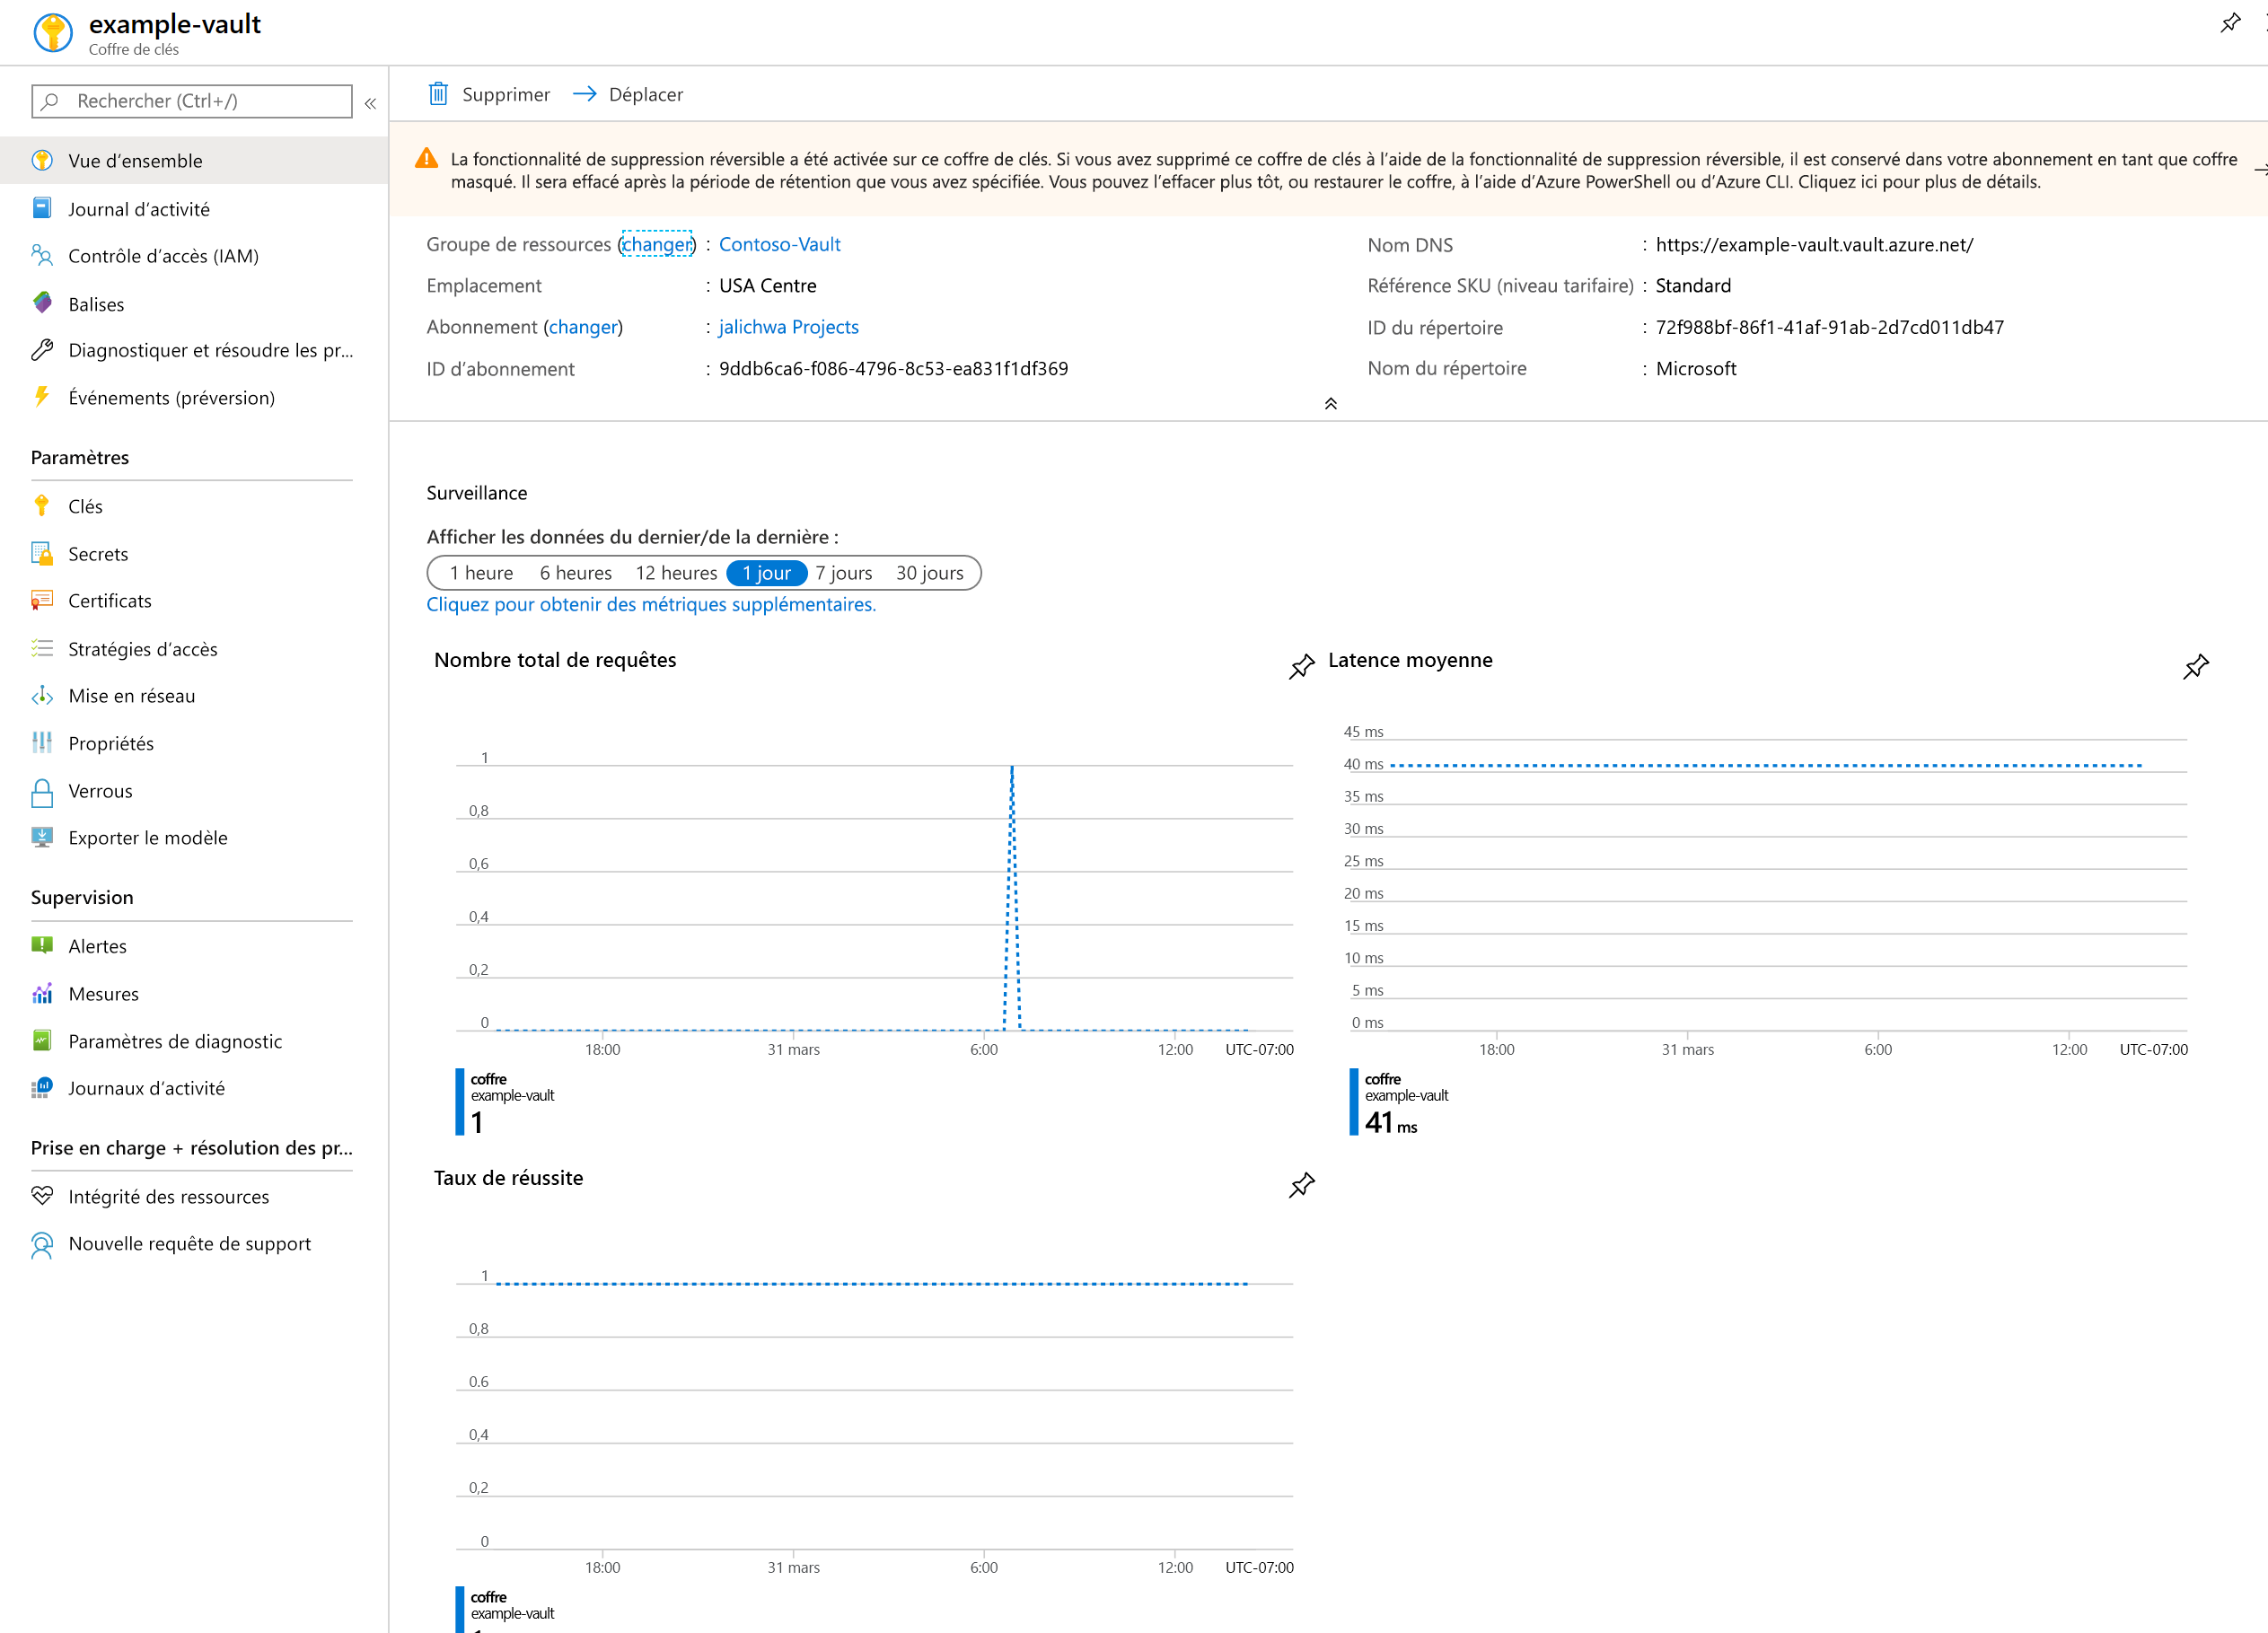 example-vault
Coffre de clés
Rechercher (Ctrl+/)
«
Vue d’ensemble
Journal d’activité
Contrôle d’accès (IAM)
Balises
Diagnostiquer et résoudre les pr...
Événements (préversion)
Paramètres
Clés
Secrets
Certificats
Stratégies d’accès
Mise en réseau
Propriétés
Verrous
Exporter le modèle
Supervision
Alertes
Mesures
Paramètres de diagnostic
Journaux d’activité
Prise en charge + résolution des pr...
Intégrité des ressources
Nouvelle requête de support
Supprimer
Déplacer
La fonctionnalité de suppression réversible a été activée sur ce coffre de clés. Si vous avez supprimé ce coffre de clés à l’aide de la fonctionnalité de suppression réversible, il est conservé dans votre abonnement en tant que coffre
masqué. Il sera effacé après la période de rétention que vous avez spécifiée. Vous pouvez l’effacer plus tôt, ou restaurer le coffre, à l’aide d’Azure PowerShell ou d’Azure CLI. Cliquez ici pour plus de détails.
Groupe de ressources (changer) : Contoso-Vault
Emplacement : USA Centre
Abonnement (changer) : jalichwa Projects
ID d’abonnement : 9ddb6ca6-f086-4796-8c53-ea831f1df369
Nom DNS : https://example-vault.vault.azure.net/
Référence SKU (niveau tarifaire) : Standard
ID du répertoire : 72f988bf-86f1-41af-91ab-2d7cd011db47
Nom du répertoire : Microsoft
Surveillance
Afficher les données du dernier/de la dernière :
1 heure 6 heures 12 heures 1 jour 7 jours 30 jours
Cliquez pour obtenir des métriques supplémentaires.
Nombre total de requêtes
1
0,8
0,6
0,4
0,2
0
18:00 31 mars 6:00 12:00 UTC-07:00
coffre
example-vault
1
Latence moyenne
45 ms
40 ms
35 ms
30 ms
25 ms
20 ms
15 ms
10 ms
5 ms
0 ms
18:00 31 mars 6:00 12:00 UTC-07:00
coffre
example-vault
41 ms
Taux de réussite
1
0,8
0.6
0,4
0,2
0
18:00 31 mars 6:00 12:00 UTC-07:00
coffre
example-vault